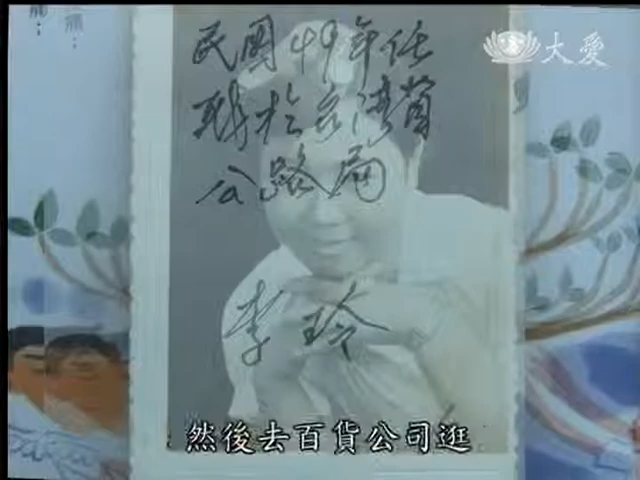 大愛
民國49年任
職於台灣省
公路局
李玲
然後去百貨公司逛